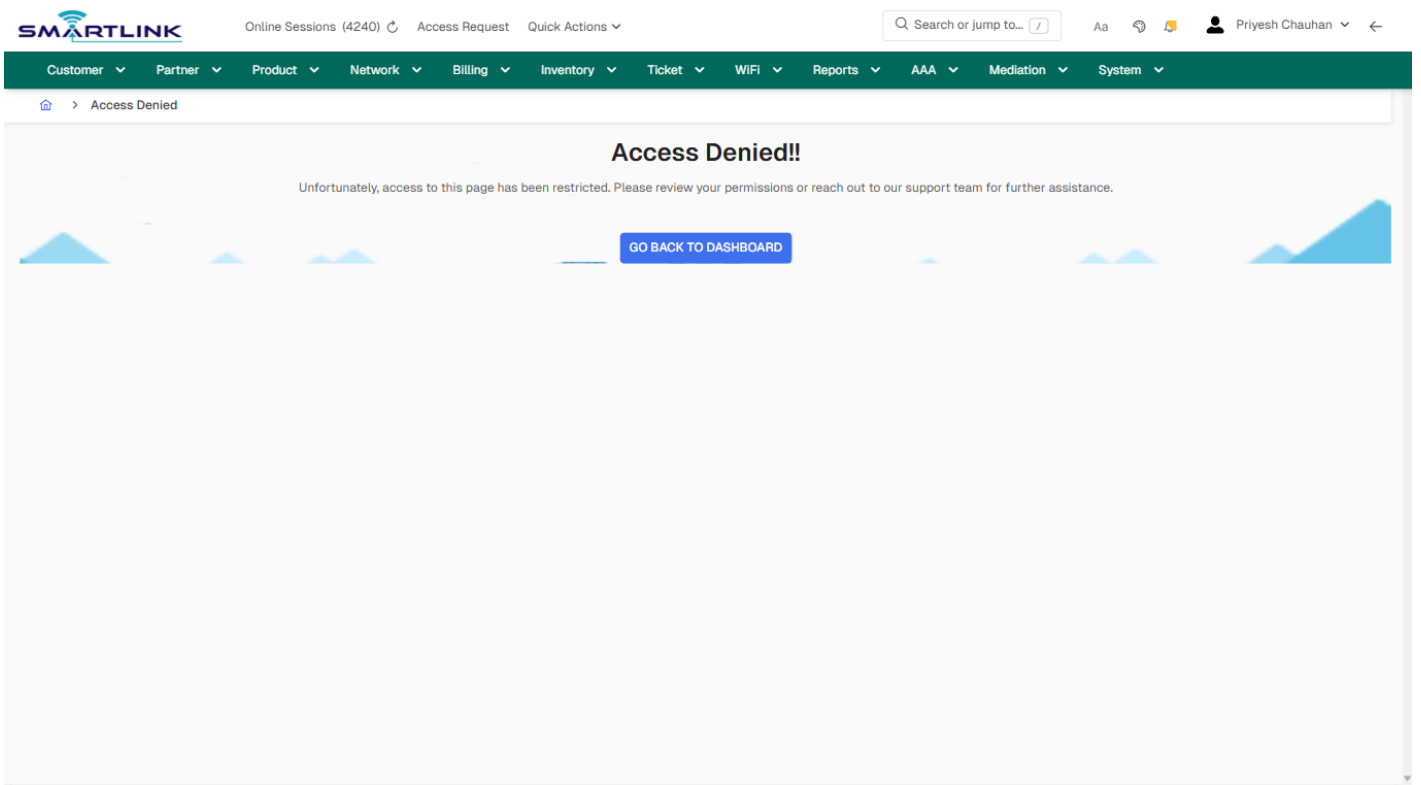 SMARTLINK
Online Sessions (4240) Access Request Quick Actions Search or jump to... / Aa Priyesh Chauhan
Customer Partner Product Network Billing Inventory Ticket WiFi Reports AAA Mediation System
> Access Denied
Access Denied!!
Unfortunately, access to this page has been restricted. Please review your permissions or reach out to our support team for further assistance.
GO BACK TO DASHBOARD